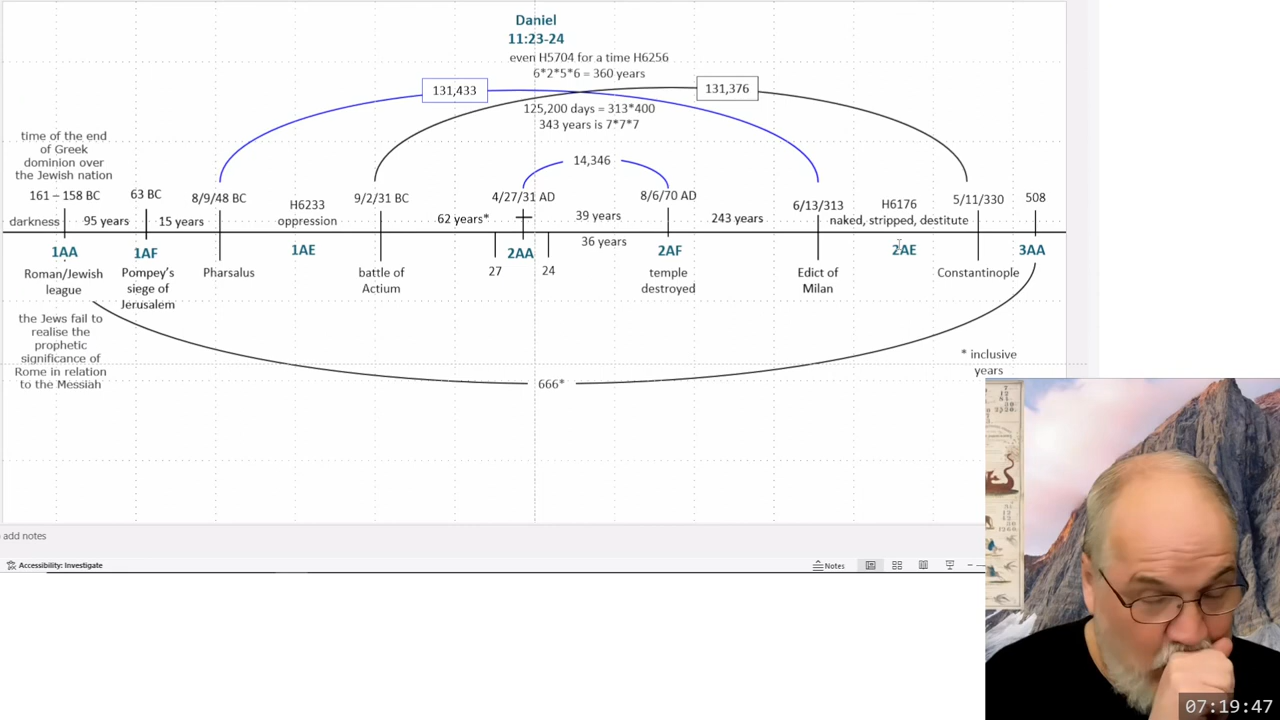 Daniel
11:23-24
even H5704 for a time H6256
6*2*5*6 = 360 years
131,433
131,376
125,200 days = 313*400
343 years is 7*7*7
14,346
time of the end
of Greek
dominion over
the Jewish nation
161 – 158 BC
63 BC
8/9/48 BC
H6233
oppression
9/2/31 BC
4/27/31 AD
8/6/70 AD
6/13/313
H6176
naked, stripped, destitute
5/11/330
508
darkness
95 years
15 years
62 years*
39 years
243 years
36 years
1AA
1AF
1AE
2AA
2AF
2AE
3AA
Roman/Jewish
league
Pompey's
siege of
Jerusalem
Pharsalus
battle of
Actium
27
24
temple
destroyed
Edict of
Milan
Constantinople
the Jews fail to
realise the
prophetic
significance of
Rome in relation
to the Messiah
666*
* inclusive
years
add notes
Accessibility: Investigate
Notes
07:19:47